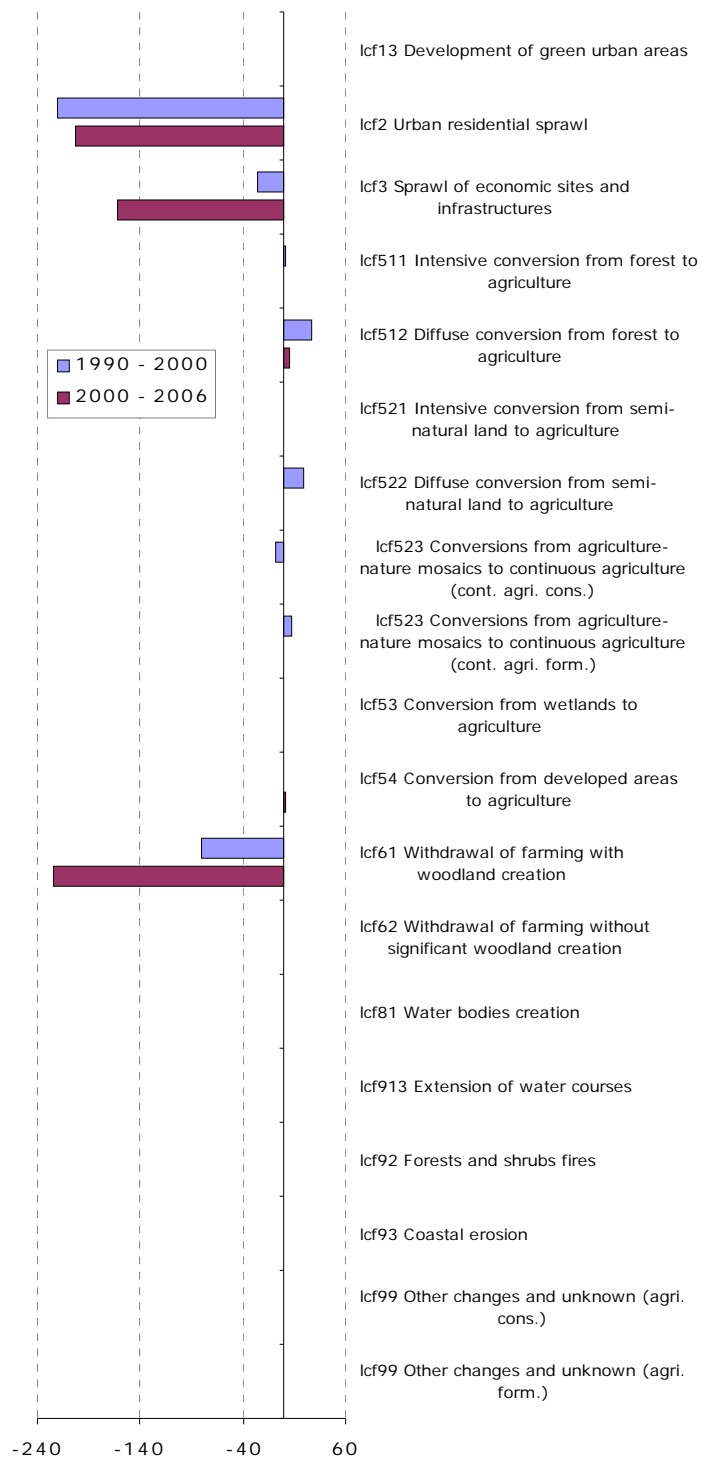 lcf13 Development of green urban areas
lcf2 Urban residential sprawl
lcf3 Sprawl of economic sites and
infrastructures
lcf511 Intensive conversion from forest to
agriculture
lcf512 Diffuse conversion from forest to
agriculture
1990 - 2000
2000 - 2006
lcf521 Intensive conversion from semi-
natural land to agriculture
lcf522 Diffuse conversion from semi-
natural land to agriculture
lcf523 Conversions from agriculture-
nature mosaics to continuous agriculture
(cont. agri. cons.)
lcf523 Conversions from agriculture-
nature mosaics to continuous agriculture
(cont. agri. form.)
lcf53 Conversion from wetlands to
agriculture
lcf54 Conversion from developed areas
to agriculture
lcf61 Withdrawal of farming with
woodland creation
lcf62 Withdrawal of farming without
significant woodland creation
lcf81 Water bodies creation
lcf913 Extension of water courses
lcf92 Forests and shrubs fires
lcf93 Coastal erosion
lcf99 Other changes and unknown (agri.
cons.)
lcf99 Other changes and unknown (agri.
form.)
-240 -140 -40 60